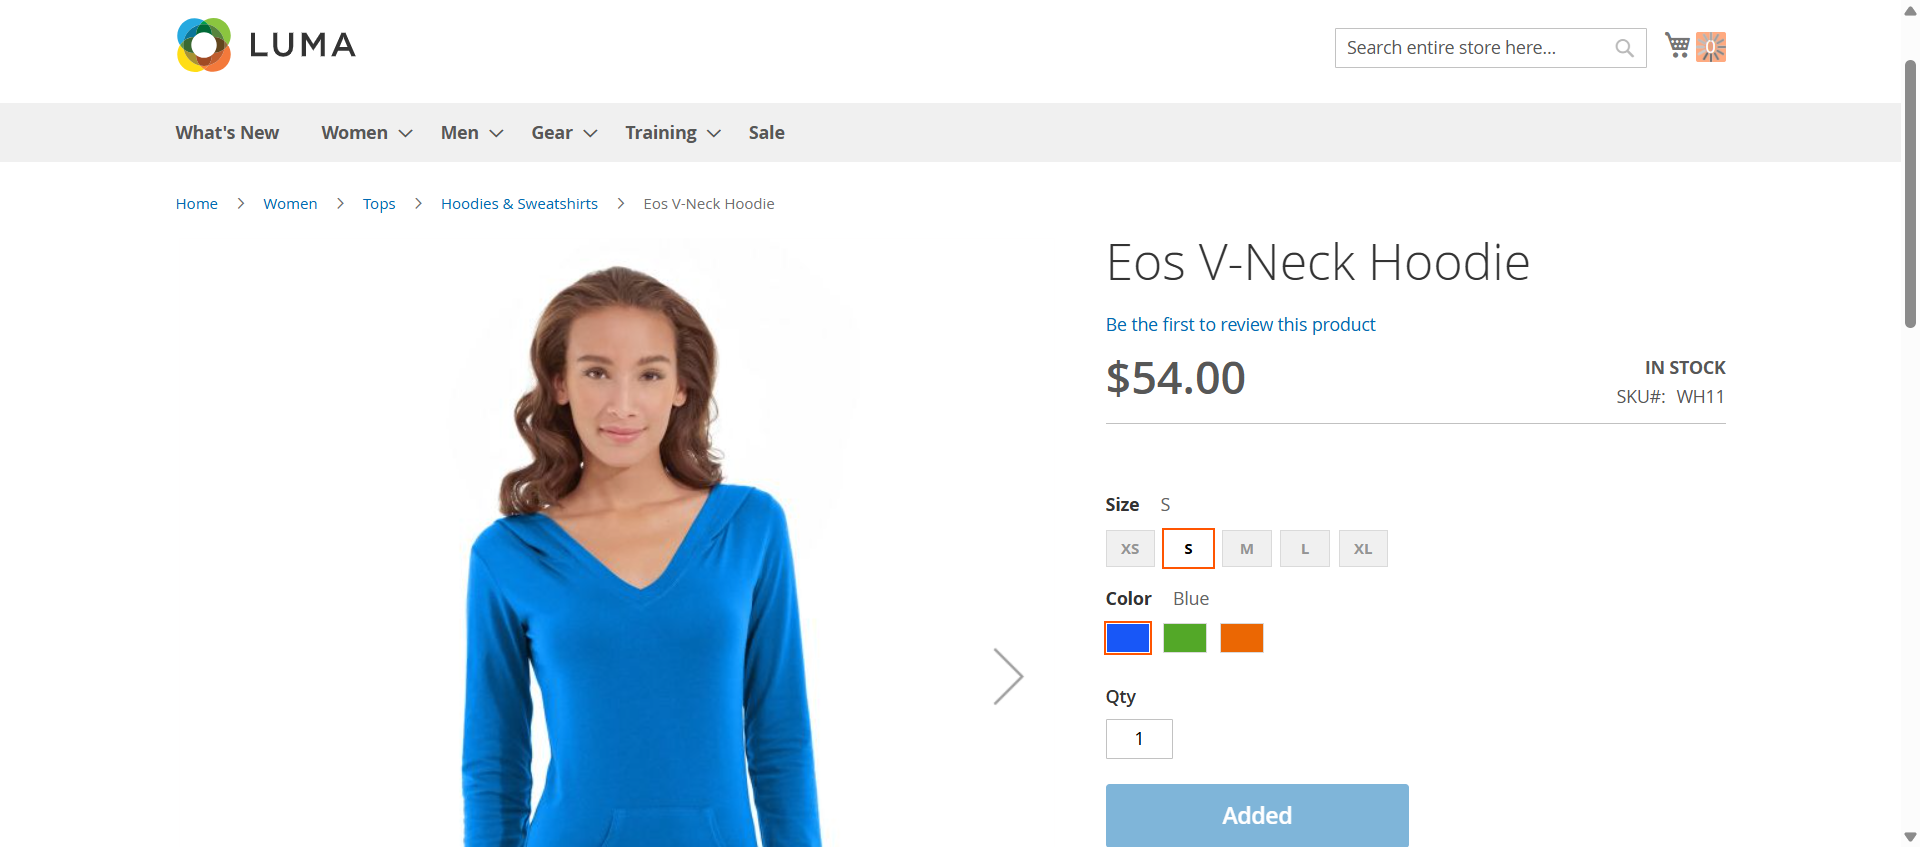 LUMA
Search entire store here...
0
What's New
Women
Men
Gear
Training
Sale
Home
Women
Tops
Hoodies & Sweatshirts
Eos V-Neck Hoodie
Eos V-Neck Hoodie
Be the first to review this product
$54.00
IN STOCK
SKU#: WH11
Size S
XS S M L XL
Color Blue
Qty
1
Added